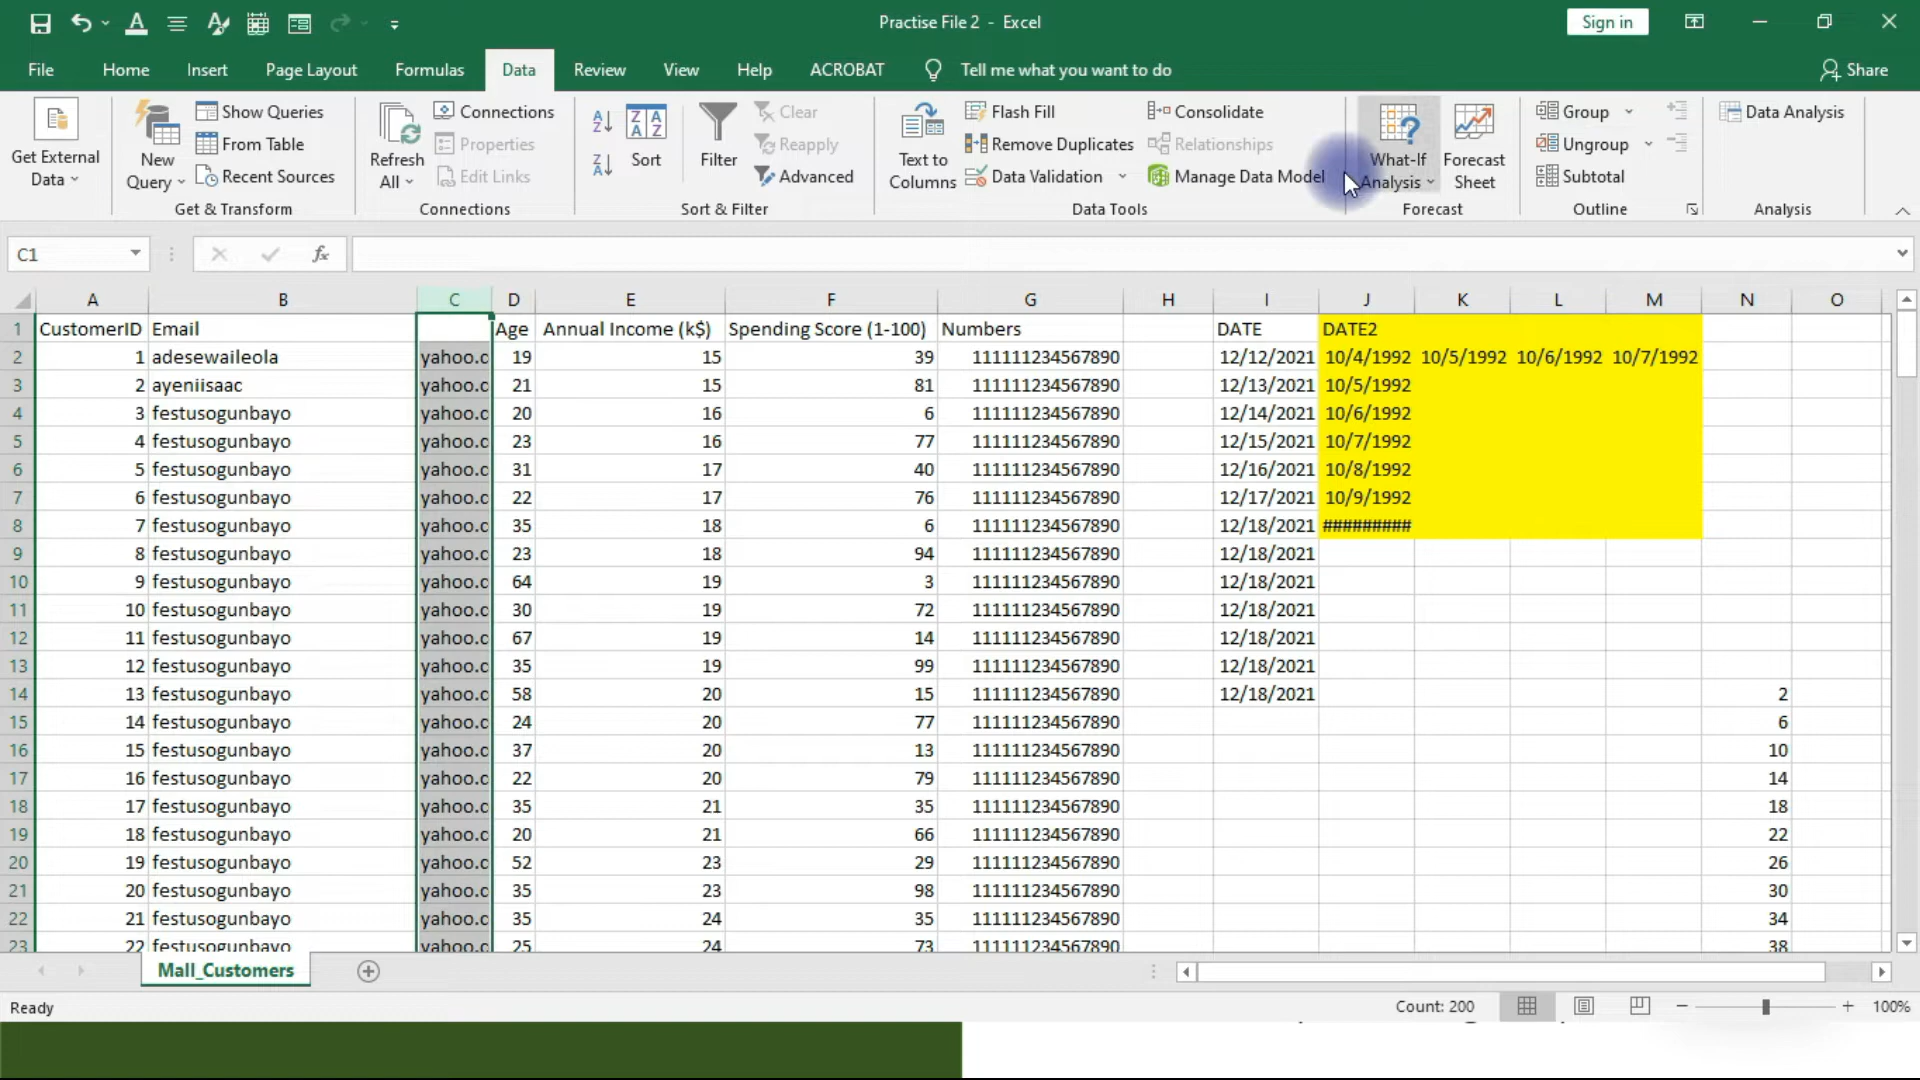 Practise File 2 - Excel
Sign in
File Home Insert Page Layout Formulas Data Review View Help ACROBAT Tell me what you want to do Share
Get External Data
New Query
Show Queries
From Table
Recent Sources
Get & Transform
Refresh All
Connections
Properties
Edit Links
Connections
Sort
Filter
Clear
Reapply
Advanced
Sort & Filter
Text to Columns
Flash Fill
Remove Duplicates
Data Validation
Consolidate
Relationships
Manage Data Model
Data Tools
What-If Analysis
Forecast Sheet
Forecast
Group
Ungroup
Subtotal
Outline
Data Analysis
Analysis
C1 fx
A B C D E F G H I J K L M N O
1 CustomerID Email Age Annual Income (k$) Spending Score (1-100) Numbers DATE DATE2
2 1 adesewaileola yahoo.c 19 15 39 111111234567890 12/12/2021 10/4/1992 10/5/1992 10/6/1992 10/7/1992
3 2 ayeniisaac yahoo.c 21 15 81 111111234567890 12/13/2021 10/5/1992
4 3 festusogunbayo yahoo.c 20 16 6 111111234567890 12/14/2021 10/6/1992
5 4 festusogunbayo yahoo.c 23 16 77 111111234567890 12/15/2021 10/7/1992
6 5 festusogunbayo yahoo.c 31 17 40 111111234567890 12/16/2021 10/8/1992
7 6 festusogunbayo yahoo.c 22 17 76 111111234567890 12/17/2021 10/9/1992
8 7 festusogunbayo yahoo.c 35 18 6 111111234567890 12/18/2021 #########
9 8 festusogunbayo yahoo.c 23 18 94 111111234567890 12/18/2021
10 9 festusogunbayo yahoo.c 64 19 3 111111234567890 12/18/2021
11 10 festusogunbayo yahoo.c 30 19 72 111111234567890 12/18/2021
12 11 festusogunbayo yahoo.c 67 19 14 111111234567890 12/18/2021
13 12 festusogunbayo yahoo.c 35 19 99 111111234567890 12/18/2021
14 13 festusogunbayo yahoo.c 58 20 15 111111234567890 12/18/2021 2
15 14 festusogunbayo yahoo.c 24 20 77 111111234567890 6
16 15 festusogunbayo yahoo.c 37 20 13 111111234567890 10
17 16 festusogunbayo yahoo.c 22 20 79 111111234567890 14
18 17 festusogunbayo yahoo.c 35 21 35 111111234567890 18
19 18 festusogunbayo yahoo.c 20 21 66 111111234567890 22
20 19 festusogunbayo yahoo.c 52 23 29 111111234567890 26
21 20 festusogunbayo yahoo.c 35 23 98 111111234567890 30
22 21 festusogunbayo yahoo.c 35 24 35 111111234567890 34
23 22 festusogunbayo yahoo.c 25 24 73 111111234567890 38
Mall_Customers
Ready Count: 200 100%